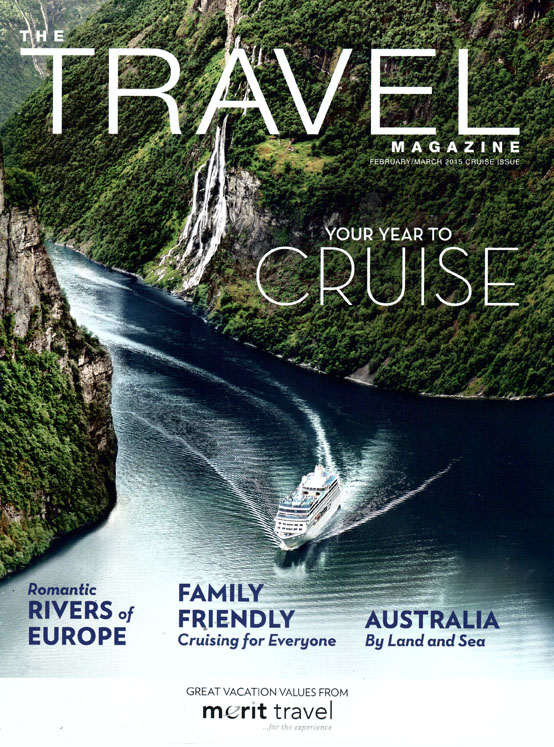 THE
TRAVEL
MAGAZINE
FEBRUARY/MARCH 2015 CRUISE ISSUE
YOUR YEAR TO
CRUISE
Romantic
RIVERS of
EUROPE
FAMILY
FRIENDLY
Cruising for Everyone
AUSTRALIA
By Land and Sea
GREAT VACATION VALUES FROM
merit travel
...for the experience